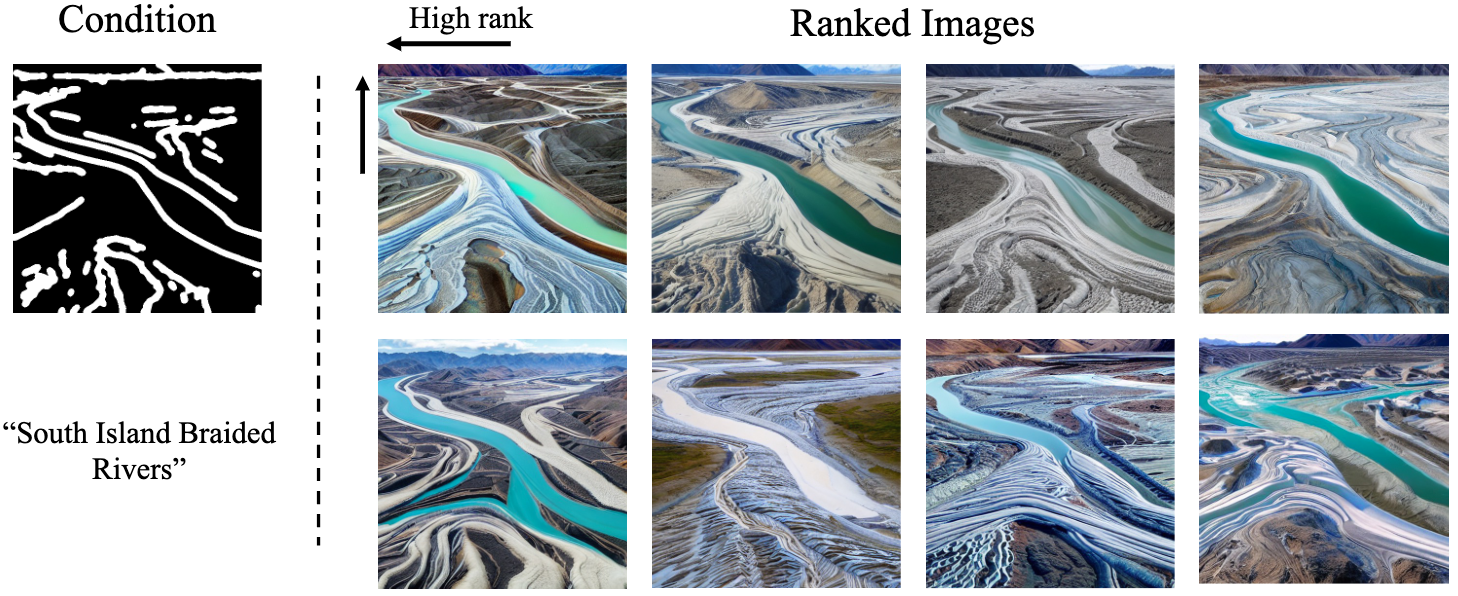 Condition
High rank
Ranked Images
“South Island Braided
Rivers”